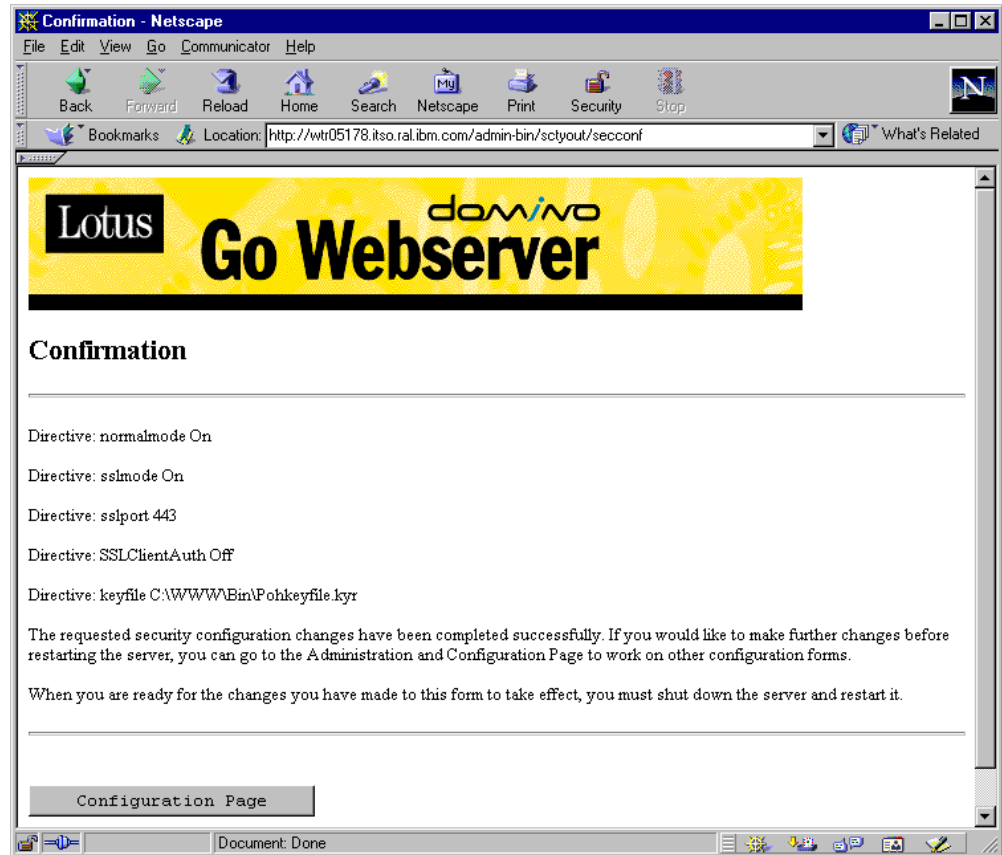 Confirmation - Netscape
File Edit View Go Communicator Help
My
N
Back Forward Reload Home Search Netscape Print Security Stop
Bookmarks Location: http://wtr05178.itso.ral.ibm.com/admin-bin/sctyout/secconf What's Related
Lotus
domino
Go Webserver
Confirmation
Directive: normalmode On
Directive: sslmode On
Directive: sslport 443
Directive: SSLClientAuth Off
Directive: keyfile C:\WWW\Bin\Pohkeyfile.kyr
The requested security configuration changes have been completed successfully. If you would like to make further changes before
restarting the server, you can go to the Administration and Configuration Page to work on other configuration forms.
When you are ready for the changes you have made to this form to take effect, you must shut down the server and restart it.
Configuration Page
Document: Done